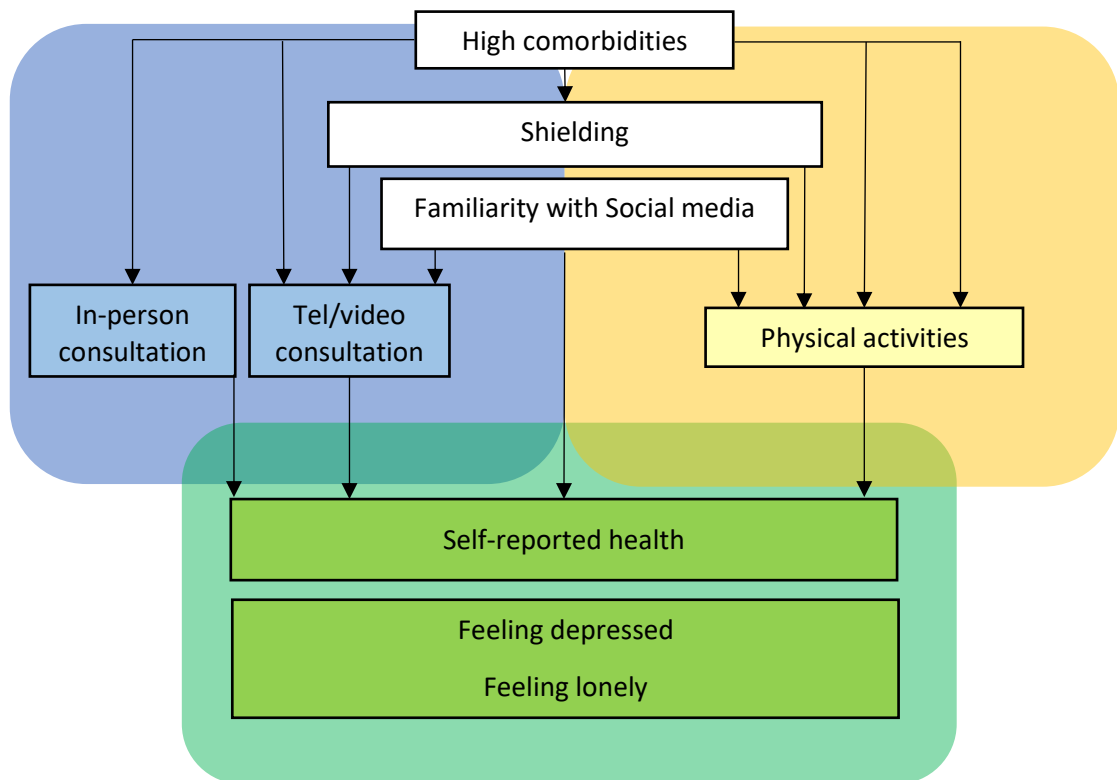 High comorbidities
Shielding
Familiarity with Social media
In-person
consultation
Tel/video
consultation
Physical activities
Self-reported health
Feeling depressed
Feeling lonely